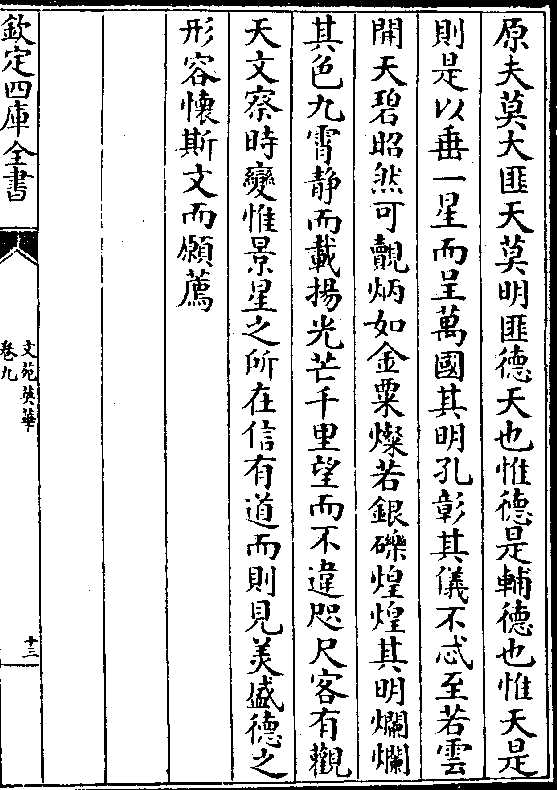 原夫莫大匪天莫明匪德天也惟德是輔德也惟天是
則是以垂一星而呈萬國其明孔彰其儀不忒至若雲
開天碧昭然可覿炳如金粟燦若銀礫煌煌其明爛爛
其色九霄静而載揚光芒千里望而不違咫尺客有觀
天文察時變惟景星之所在信有道而則見美盛德之
形容懐斯文而願薦
欽定四庫全書
文苑英華
卷九
十三